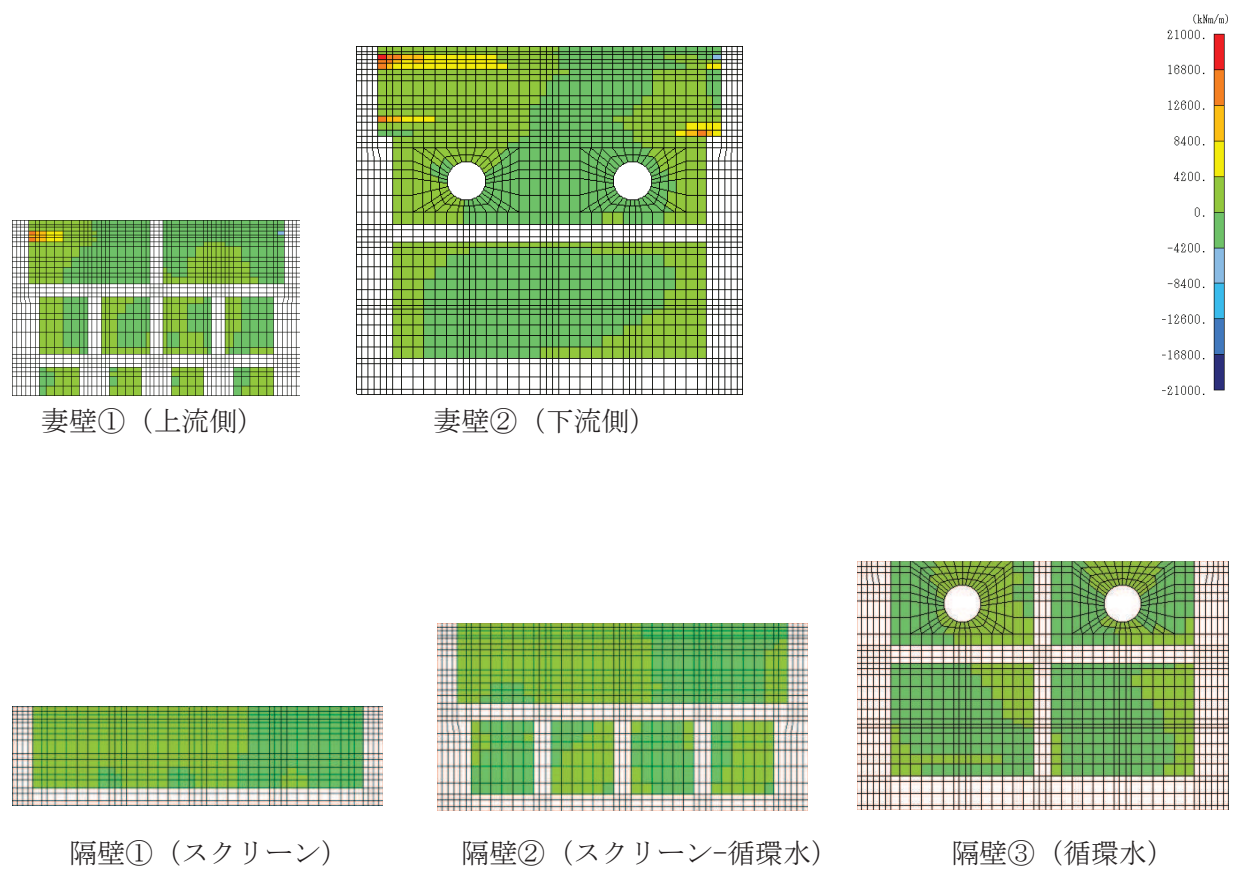 (kNm/m)
21000.
16800.
12600.
8400.
4200.
0.
-4200.
-8400.
-12600.
-16800.
-21000.
妻壁①（上流側）
妻壁②（下流側）
隔壁①（スクリーン）
隔壁②（スクリーン-循環水）
隔壁③（循環水）